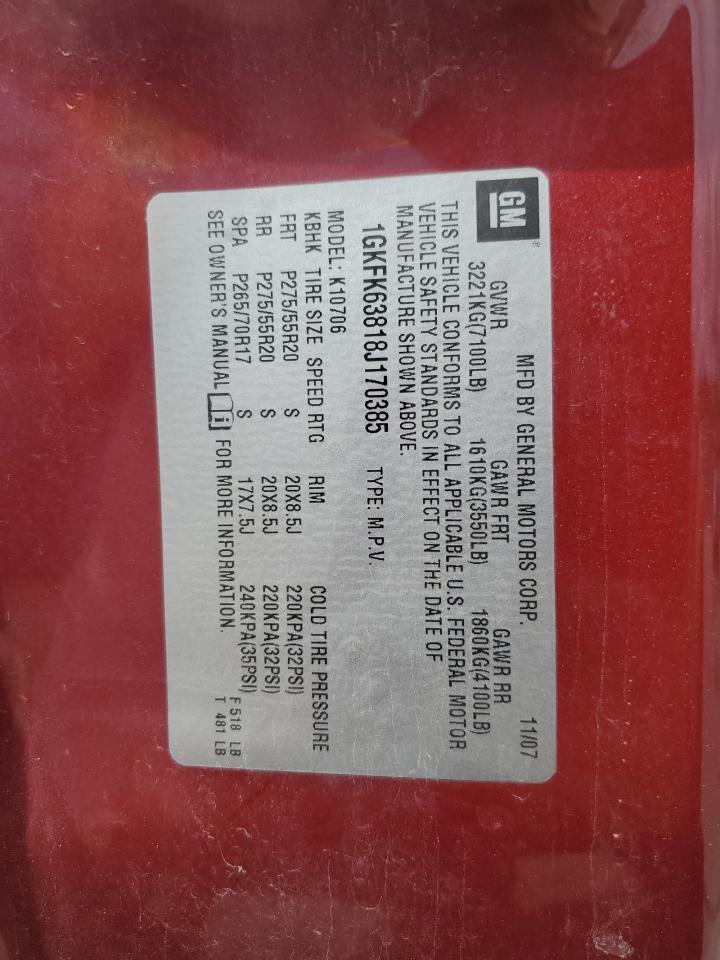 GM
®
MFD BY GENERAL MOTORS CORP. 11/07
GVWR GAWR FRT GAWR RR
3221KG(7100LB) 1610KG(3550LB) 1860KG(4100LB)
THIS VEHICLE CONFORMS TO ALL APPLICABLE U.S. FEDERAL MOTOR
VEHICLE SAFETY STANDARDS IN EFFECT ON THE DATE OF
MANUFACTURE SHOWN ABOVE.
1GKFK63818J170385 TYPE: M.P.V.
MODEL: K10706
KBHK TIRE SIZE SPEED RTG RIM COLD TIRE PRESSURE
FRT P275/55R20 S 20X8.5J 220KPA(32PSI)
RR P275/55R20 S 20X8.5J 220KPA(32PSI)
SPA P265/70R17 S 17X7.5J 240KPA(35PSI)
SEE OWNER'S MANUAL i FOR MORE INFORMATION.
F 518 LB
T 481 LB